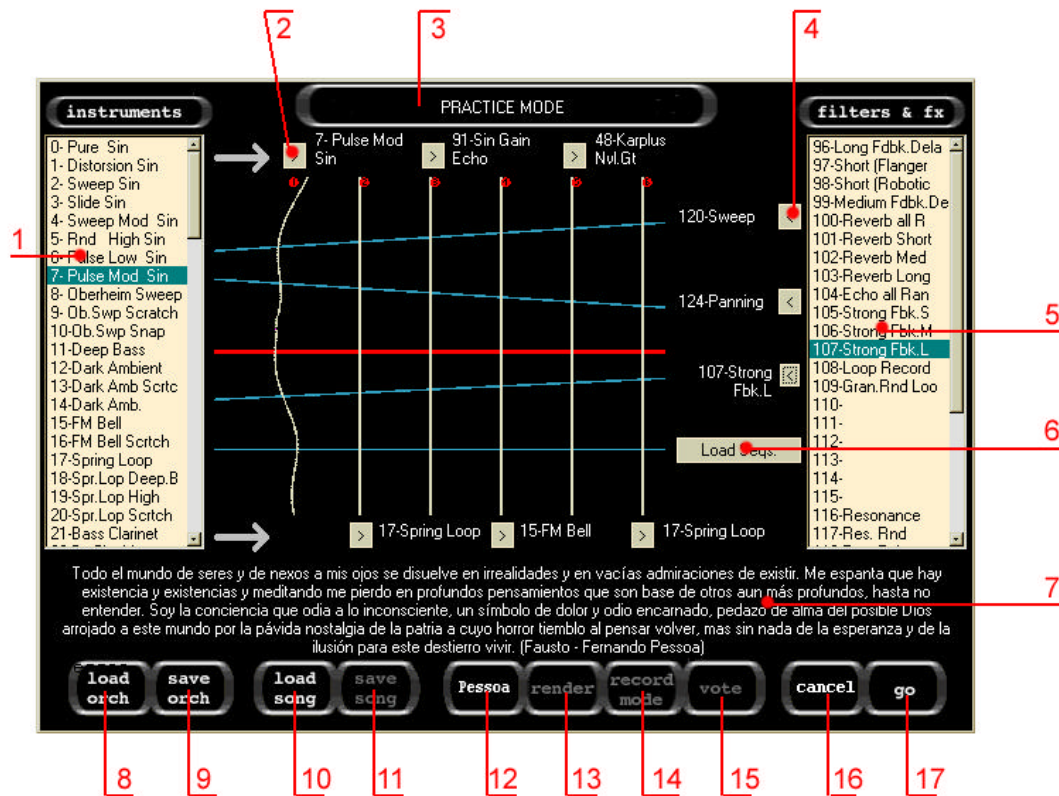 2
3
4
instruments
PRACTICE MODE
filters & fx
7- Pulse Mod
Sin
91-Sin Gain
Echo
48-Karplus
Nvl.Gt
0- Pure Sin
1- Distorsion Sin
2- Sweep Sin
3- Slide Sin
4- Sweep Mod Sin
5- Rnd High Sin
6- Pulse Low Sin
7- Pulse Mod Sin
8- Oberheim Sweep
9- Ob.Swp Scratch
10-Ob.Swp Snap
11-Deep Bass
12-Dark Ambient
13-Dark Amb Scrtc
14-Dark Amb.
15-FM Bell
16-FM Bell Scrtch
17-Spring Loop
18-Spr.Lop Deep.B
19-Spr.Lop High
20-Spr.Lop Scrtch
21-Bass Clarinet
1
120-Sweep
124-Panning
107-Strong
Fbk.L
Load Seqs.
96-Long Fdbk.Dela
97-Short (Flanger
98-Short (Robotic
99-Medium Fdbk.De
100-Reverb all R
101-Reverb Short
102-Reverb Med
103-Reverb Long
104-Echo all Ran
105-Strong Fbk.S
106-Strong Fbk.M
107-Strong Fbk.L
108-Loop Record
109-Gran.Rnd Loo
110-
111-
112-
113-
114-
115-
116-Resonance
117-Res. Rnd
5
6
17-Spring Loop
15-FM Bell
17-Spring Loop
Todo el mundo de seres y de nexos a mis ojos se disuelve en irrealidades y en vacías admiraciones de existir. Me espanta que hay
existencia y existencias y meditando me pierdo en profundos pensamientos que son base de otros aun más profundos, hasta no
entender. Soy la conciencia que odia a lo inconsciente, un símbolo de dolor y odio encarnado, pedazo de alma del posible Dios
arrojado a este mundo por la pávida nostalgia de la patria a cuyo horror tiemblo al pensar volver, mas sin nada de la esperanza y de la
ilusión para este destierro vivir. (Fausto - Fernando Pessoa)
7
load
orch
save
orch
load
song
save
song
Pessoa
render
record
mode
vote
cancel
go
8
9
10
11
12
13
14
15
16
17